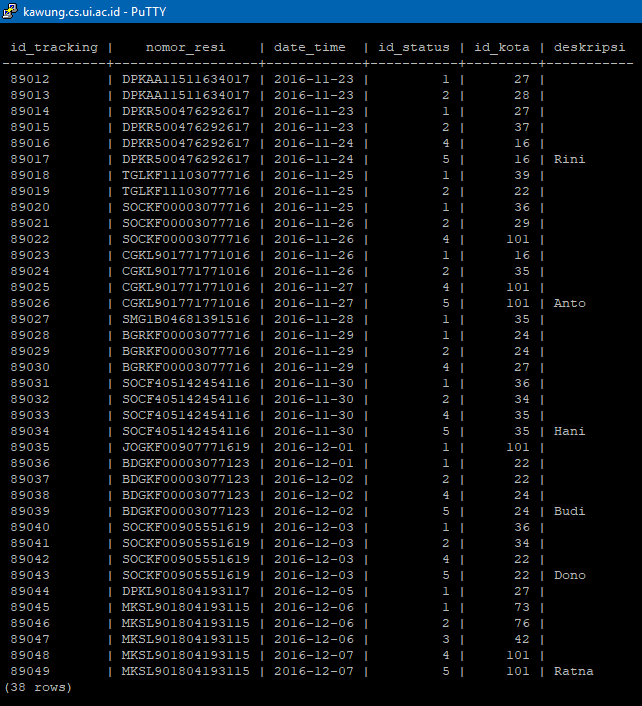 kawung.cs.ui.ac.id - PuTTY
id_tracking | nomor_resi | date_time | id_status | id_kota | deskripsi
-------------+------------------+------------+-----------+---------+-----------
89012 | DPKAA11511634017 | 2016-11-23 | 1 | 27 |
89013 | DPKAA11511634017 | 2016-11-23 | 2 | 28 |
89014 | DPKR500476292617 | 2016-11-23 | 1 | 27 |
89015 | DPKR500476292617 | 2016-11-23 | 2 | 37 |
89016 | DPKR500476292617 | 2016-11-24 | 4 | 16 |
89017 | DPKR500476292617 | 2016-11-24 | 5 | 16 | Rini
89018 | TGLKF11103077716 | 2016-11-25 | 1 | 39 |
89019 | TGLKF11103077716 | 2016-11-25 | 2 | 22 |
89020 | SOCKF00003077716 | 2016-11-25 | 1 | 36 |
89021 | SOCKF00003077716 | 2016-11-26 | 2 | 29 |
89022 | SOCKF00003077716 | 2016-11-26 | 4 | 101 |
89023 | CGKL901771771016 | 2016-11-26 | 1 | 16 |
89024 | CGKL901771771016 | 2016-11-26 | 2 | 35 |
89025 | CGKL901771771016 | 2016-11-27 | 4 | 101 |
89026 | CGKL901771771016 | 2016-11-27 | 5 | 101 | Anto
89027 | SMG1B04681391516 | 2016-11-28 | 1 | 35 |
89028 | BGRKF00003077716 | 2016-11-29 | 1 | 24 |
89029 | BGRKF00003077716 | 2016-11-29 | 2 | 24 |
89030 | BGRKF00003077716 | 2016-11-29 | 4 | 27 |
89031 | SOCF405142454116 | 2016-11-30 | 1 | 36 |
89032 | SOCF405142454116 | 2016-11-30 | 2 | 34 |
89033 | SOCF405142454116 | 2016-11-30 | 4 | 35 |
89034 | SOCF405142454116 | 2016-11-30 | 5 | 35 | Hani
89035 | JOGKF00907771619 | 2016-12-01 | 1 | 101 |
89036 | BDGKF00003077123 | 2016-12-01 | 1 | 22 |
89037 | BDGKF00003077123 | 2016-12-02 | 2 | 22 |
89038 | BDGKF00003077123 | 2016-12-02 | 4 | 24 |
89039 | BDGKF00003077123 | 2016-12-02 | 5 | 24 | Budi
89040 | SOCKF00905551619 | 2016-12-03 | 1 | 36 |
89041 | SOCKF00905551619 | 2016-12-03 | 2 | 34 |
89042 | SOCKF00905551619 | 2016-12-03 | 4 | 22 |
89043 | SOCKF00905551619 | 2016-12-03 | 5 | 22 | Dono
89044 | DPKL901804193117 | 2016-12-05 | 1 | 27 |
89045 | MKSL901804193115 | 2016-12-06 | 1 | 73 |
89046 | MKSL901804193115 | 2016-12-06 | 2 | 76 |
89047 | MKSL901804193115 | 2016-12-06 | 3 | 42 |
89048 | MKSL901804193115 | 2016-12-07 | 4 | 101 |
89049 | MKSL901804193115 | 2016-12-07 | 5 | 101 | Ratna
(38 rows)